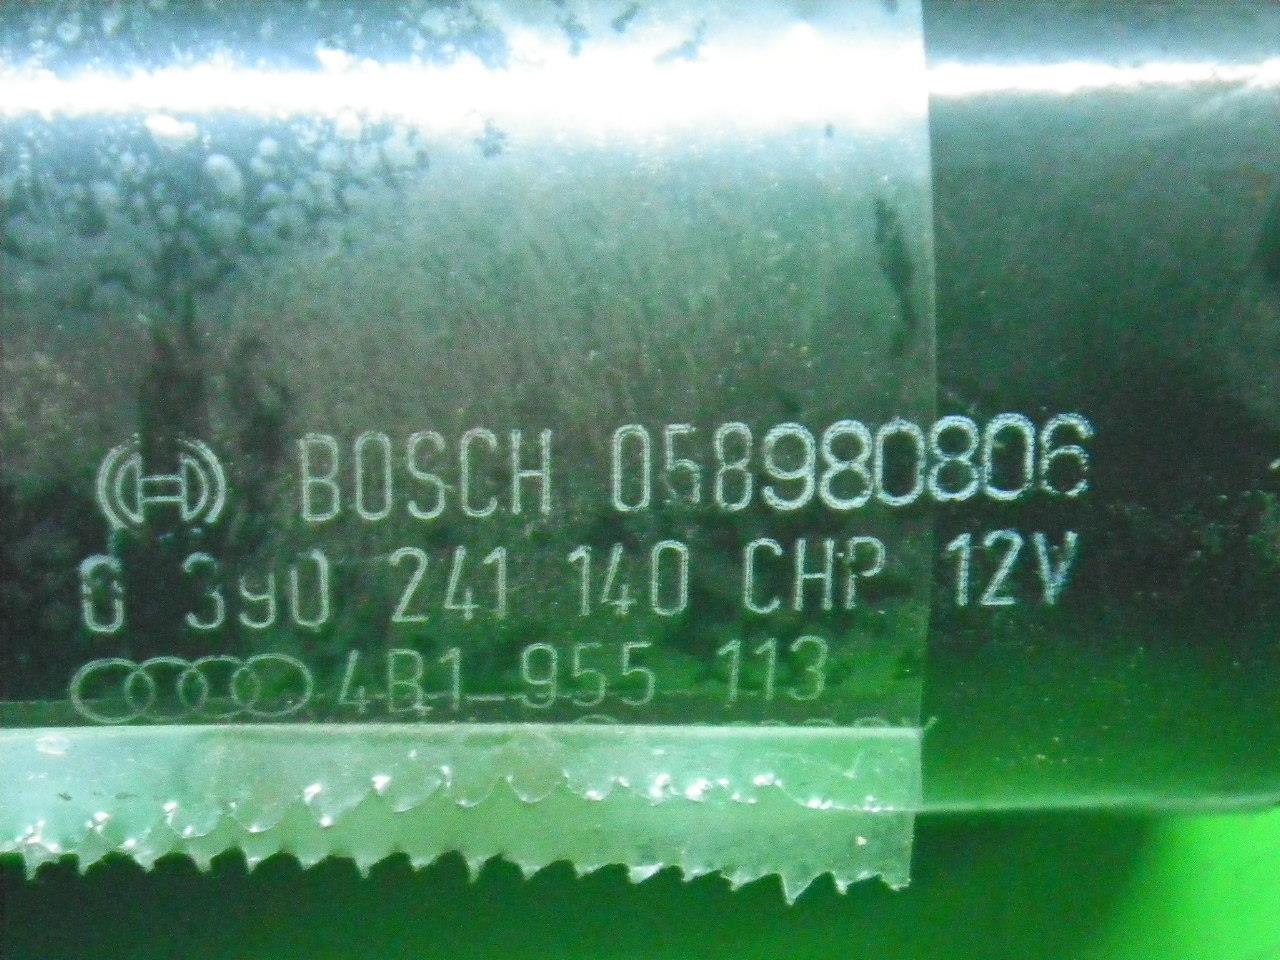 BOSCH 058980806
0 390 241 140 CHP 12V
4B1 955 113